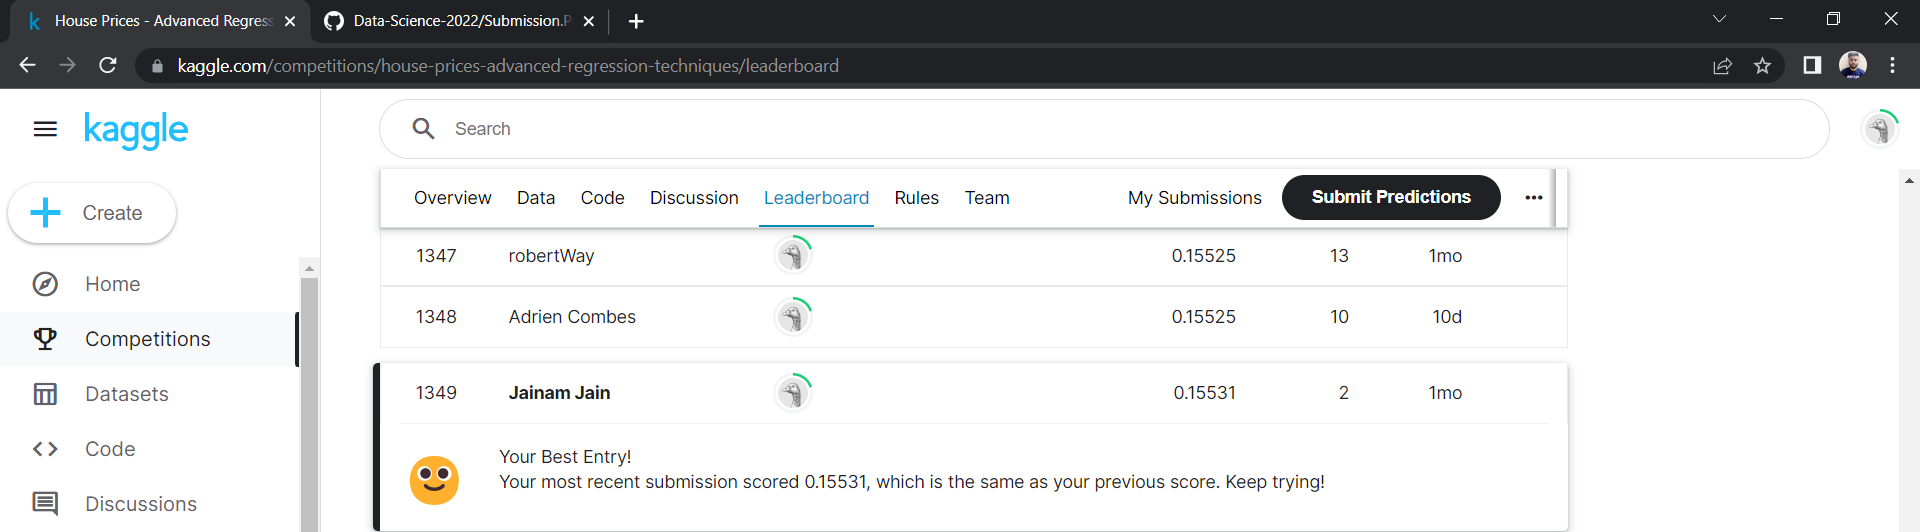 House Prices - Advanced Regress
Data-Science-2022/Submission.P
kaggle.com/competitions/house-prices-advanced-regression-techniques/leaderboard
kaggle
Search
Create
Overview Data Code Discussion Leaderboard Rules Team My Submissions Submit Predictions
1347 robertWay 0.15525 13 1mo
Home
1348 Adrien Combes 0.15525 10 10d
Competitions
1349 Jainam Jain 0.15531 2 1mo
Datasets
Code
Your Best Entry!
Your most recent submission scored 0.15531, which is the same as your previous score. Keep trying!
Discussions